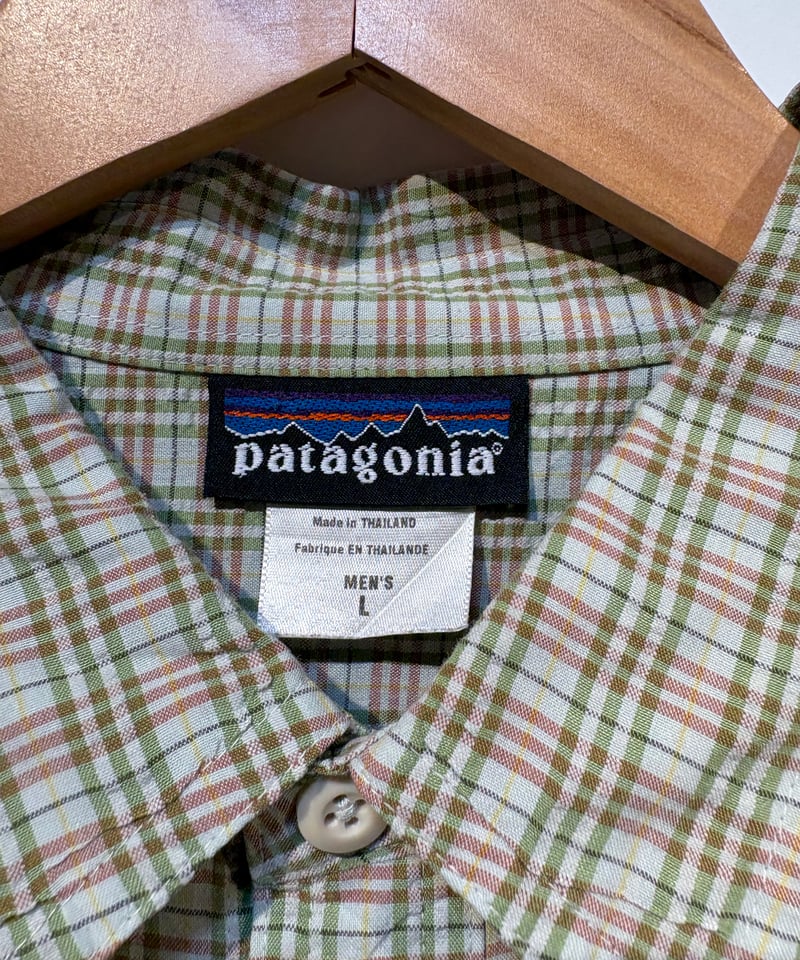 patagonia®
Made in THAILAND
Fabrique EN THAILANDE
MEN'S
L